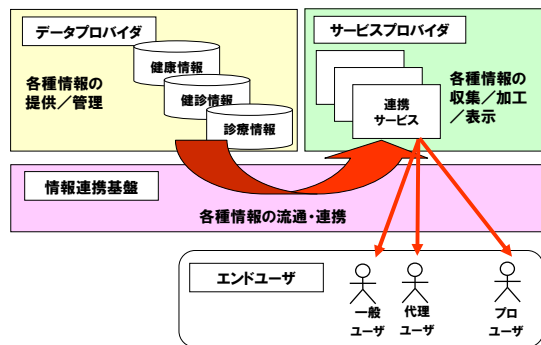 データプロバイダ
健康情報
健診情報
診療情報
各種情報の
提供／管理
サービスプロバイダ
連携
サービス
各種情報の
収集／加工
／表示
情報連携基盤
各種情報の流通・連携
エンドユーザ
一般
ユーザ
代理
ユーザ
プロ
ユーザ